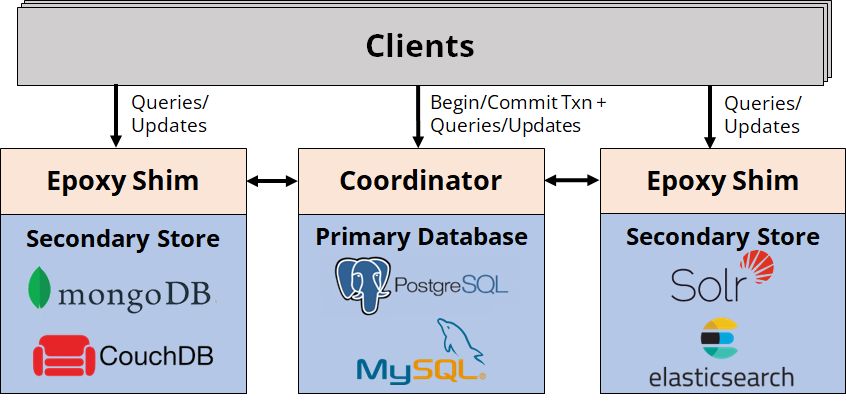 Clients
Queries/
Updates
Begin/Commit Txn +
Queries/Updates
Queries/
Updates
Epoxy Shim
Coordinator
Epoxy Shim
Secondary Store
mongoDB
CouchDB
Primary Database
PostgreSQL
MySQL®
Secondary Store
Solr
elasticsearch